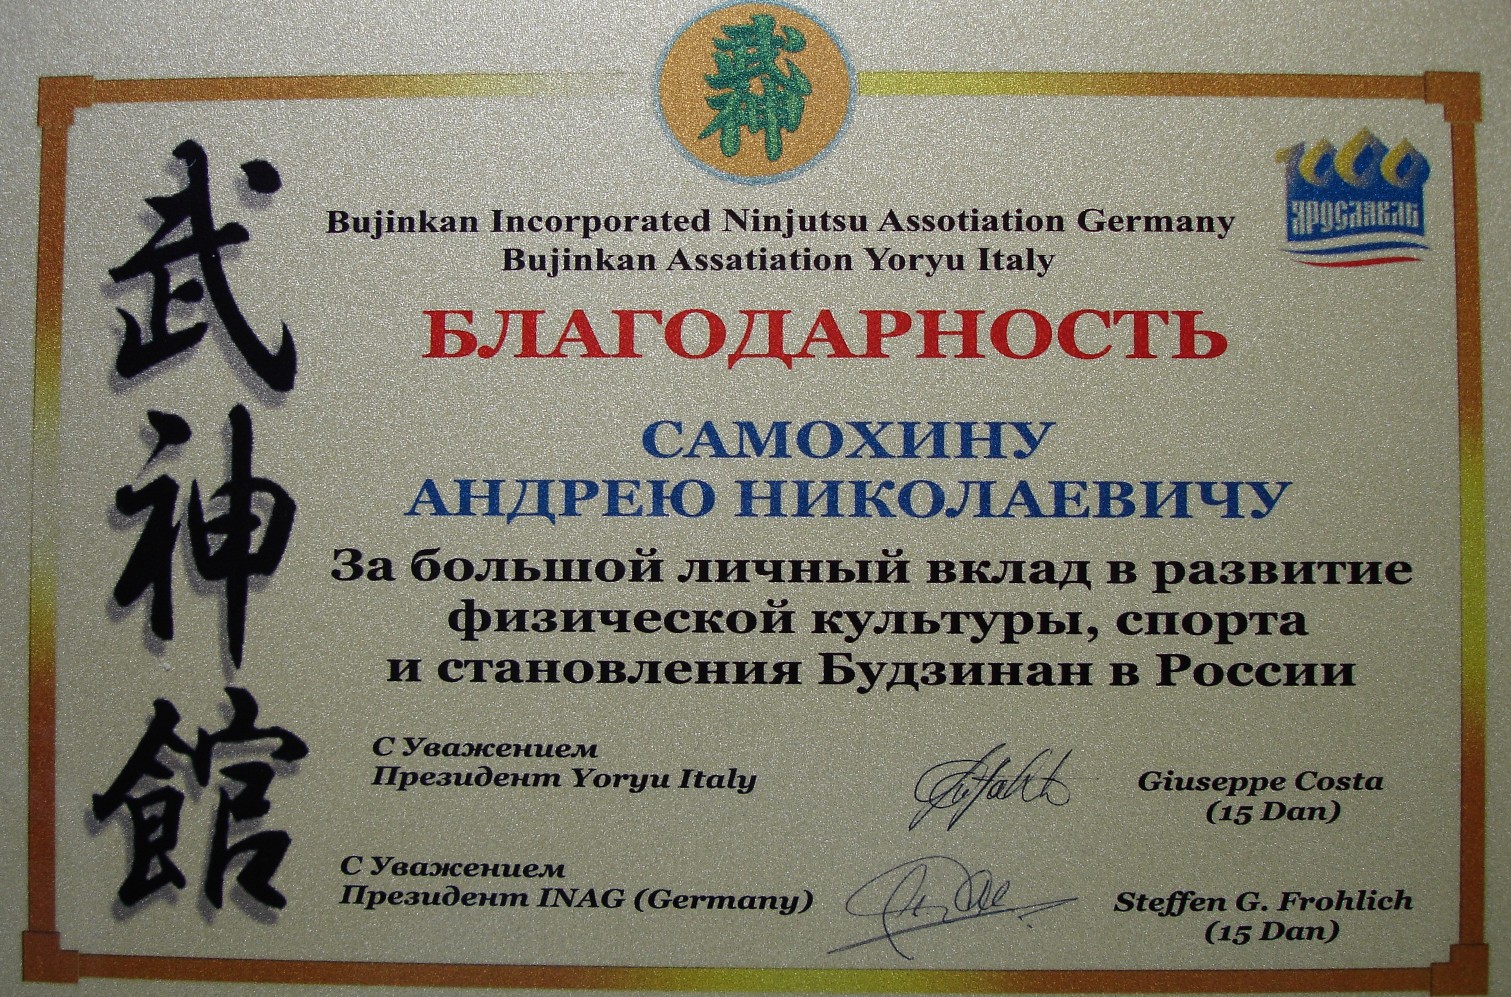 武神
1000
ЯРОСЛАВЛЬ
武神館
Bujinkan Incorporated Ninjutsu Assotiation Germany
Bujinkan Assatiation Yoryu Italy
БЛАГОДАРНОСТЬ
САМОХИНУ
АНДРЕЮ НИКОЛАЕВИЧУ
За большой личный вклад в развитие
физической культуры, спорта
и становления Будзинан в России
С Уважением
Президент Yoryu Italy
Giuseppe Costa
(15 Dan)
С Уважением
Президент INAG (Germany)
Steffen G. Frohlich
(15 Dan)